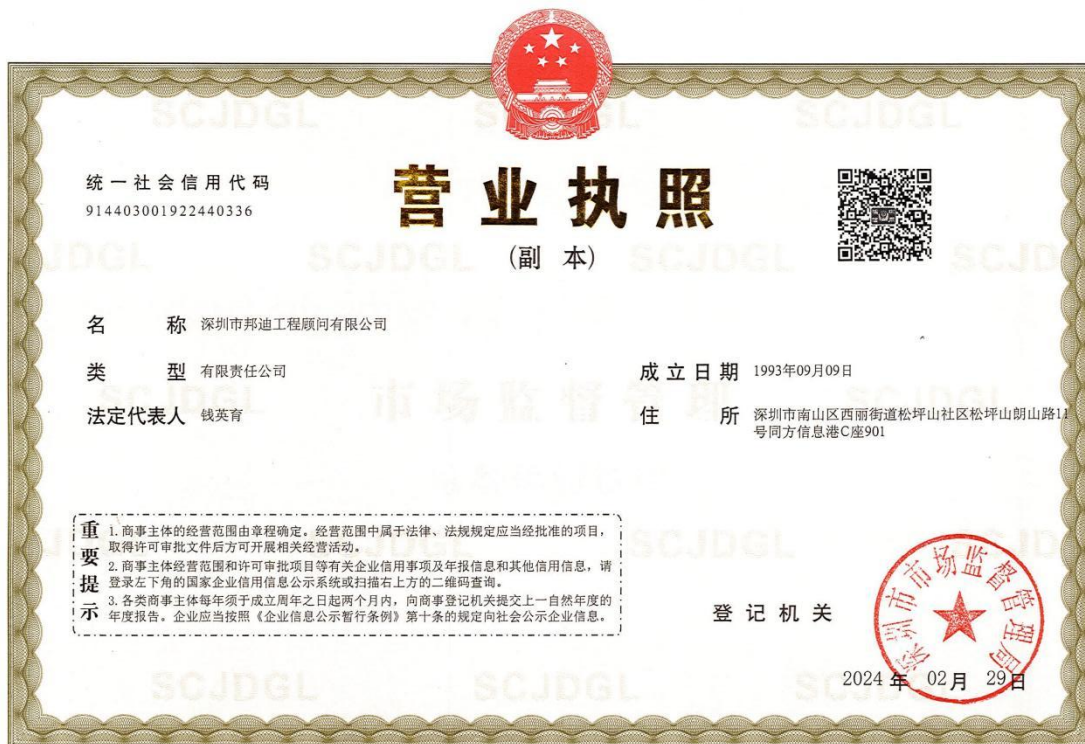 统一社会信用代码
914403001922440336
营业执照
(副 本)
名 称 深圳市邦迪工程顾问有限公司
类 型 有限责任公司
法定代表人 钱英育
成立日期 1993年09月09日
住 所 深圳市南山区西丽街道松坪山社区松坪山朗山路11
号同方信息港C座901
重要提示
1. 商事主体的经营范围由章程确定。经营范围中属于法律、法规规定应当经批准的项目，
取得许可审批文件后方可开展相关经营活动。
2. 商事主体经营范围和许可审批项目等有关企业信用事项及年报信息和其他信用信息，请
登录左下角的国家企业信用信息公示系统或扫描右上方的二维码查询。
3. 各类商事主体每年须于成立周年之日起两个月内，向商事登记机关提交上一自然年度的
年度报告。企业应当按照《企业信息公示暂行条例》第十条的规定向社会公示企业信息。
登记机关
深圳市市场监督管理局
2024 年 02 月 29 日
SCJDGL
市场监督管理